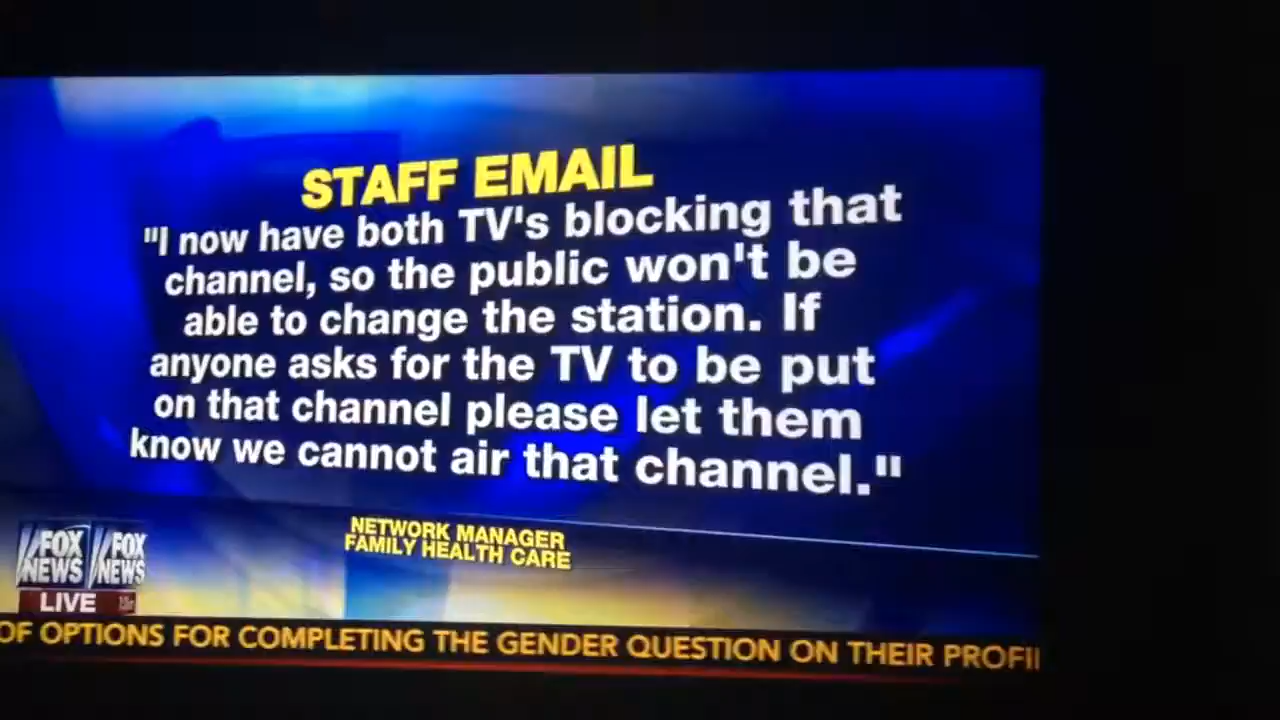 STAFF EMAIL
"I now have both TV's blocking that
channel, so the public won't be
able to change the station. If
anyone asks for the TV to be put
on that channel please let them
know we cannot air that channel."
NETWORK MANAGER
FAMILY HEALTH CARE
FOX NEWS
FOX NEWS
LIVE
OF OPTIONS FOR COMPLETING THE GENDER QUESTION ON THEIR PROFI